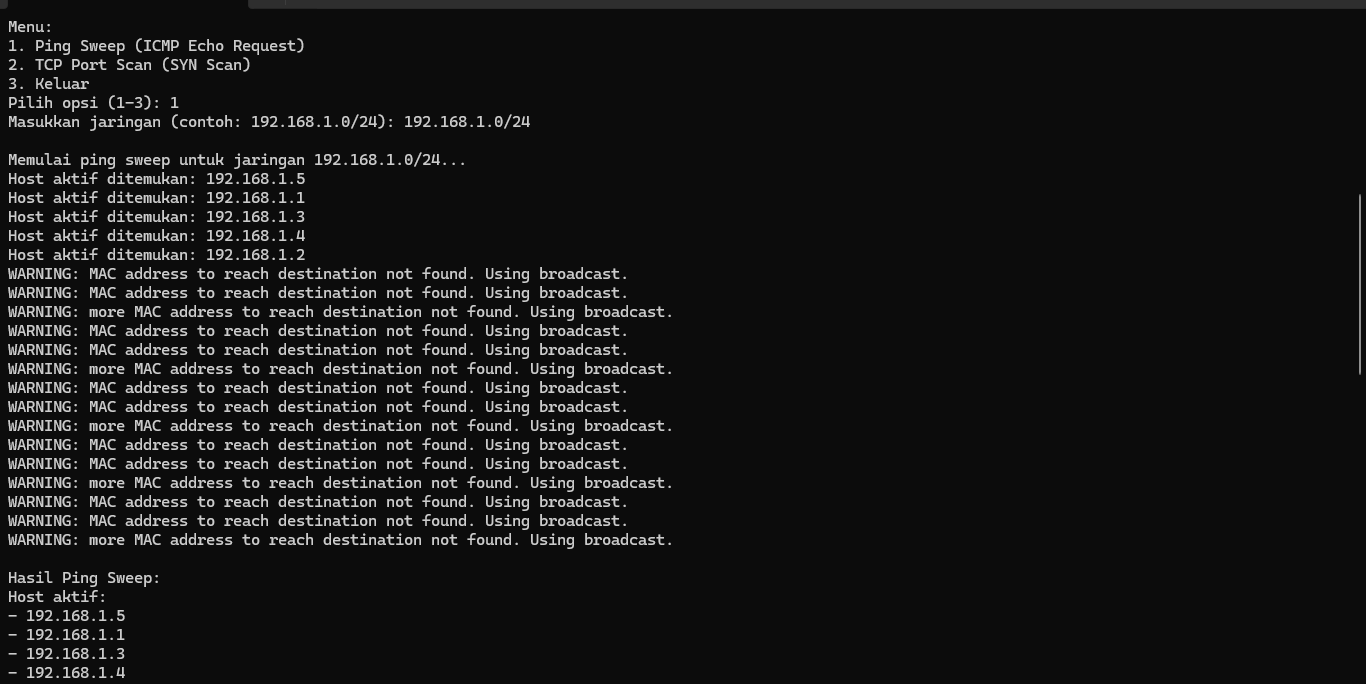 Menu:
1. Ping Sweep (ICMP Echo Request)
2. TCP Port Scan (SYN Scan)
3. Keluar
Pilih opsi (1-3): 1
Masukkan jaringan (contoh: 192.168.1.0/24): 192.168.1.0/24
Memulai ping sweep untuk jaringan 192.168.1.0/24...
Host aktif ditemukan: 192.168.1.5
Host aktif ditemukan: 192.168.1.1
Host aktif ditemukan: 192.168.1.3
Host aktif ditemukan: 192.168.1.4
Host aktif ditemukan: 192.168.1.2
WARNING: MAC address to reach destination not found. Using broadcast.
WARNING: MAC address to reach destination not found. Using broadcast.
WARNING: more MAC address to reach destination not found. Using broadcast.
WARNING: MAC address to reach destination not found. Using broadcast.
WARNING: MAC address to reach destination not found. Using broadcast.
WARNING: more MAC address to reach destination not found. Using broadcast.
WARNING: MAC address to reach destination not found. Using broadcast.
WARNING: MAC address to reach destination not found. Using broadcast.
WARNING: more MAC address to reach destination not found. Using broadcast.
WARNING: MAC address to reach destination not found. Using broadcast.
WARNING: MAC address to reach destination not found. Using broadcast.
WARNING: more MAC address to reach destination not found. Using broadcast.
WARNING: MAC address to reach destination not found. Using broadcast.
WARNING: MAC address to reach destination not found. Using broadcast.
WARNING: more MAC address to reach destination not found. Using broadcast.
Hasil Ping Sweep:
Host aktif:
- 192.168.1.5
- 192.168.1.1
- 192.168.1.3
- 192.168.1.4